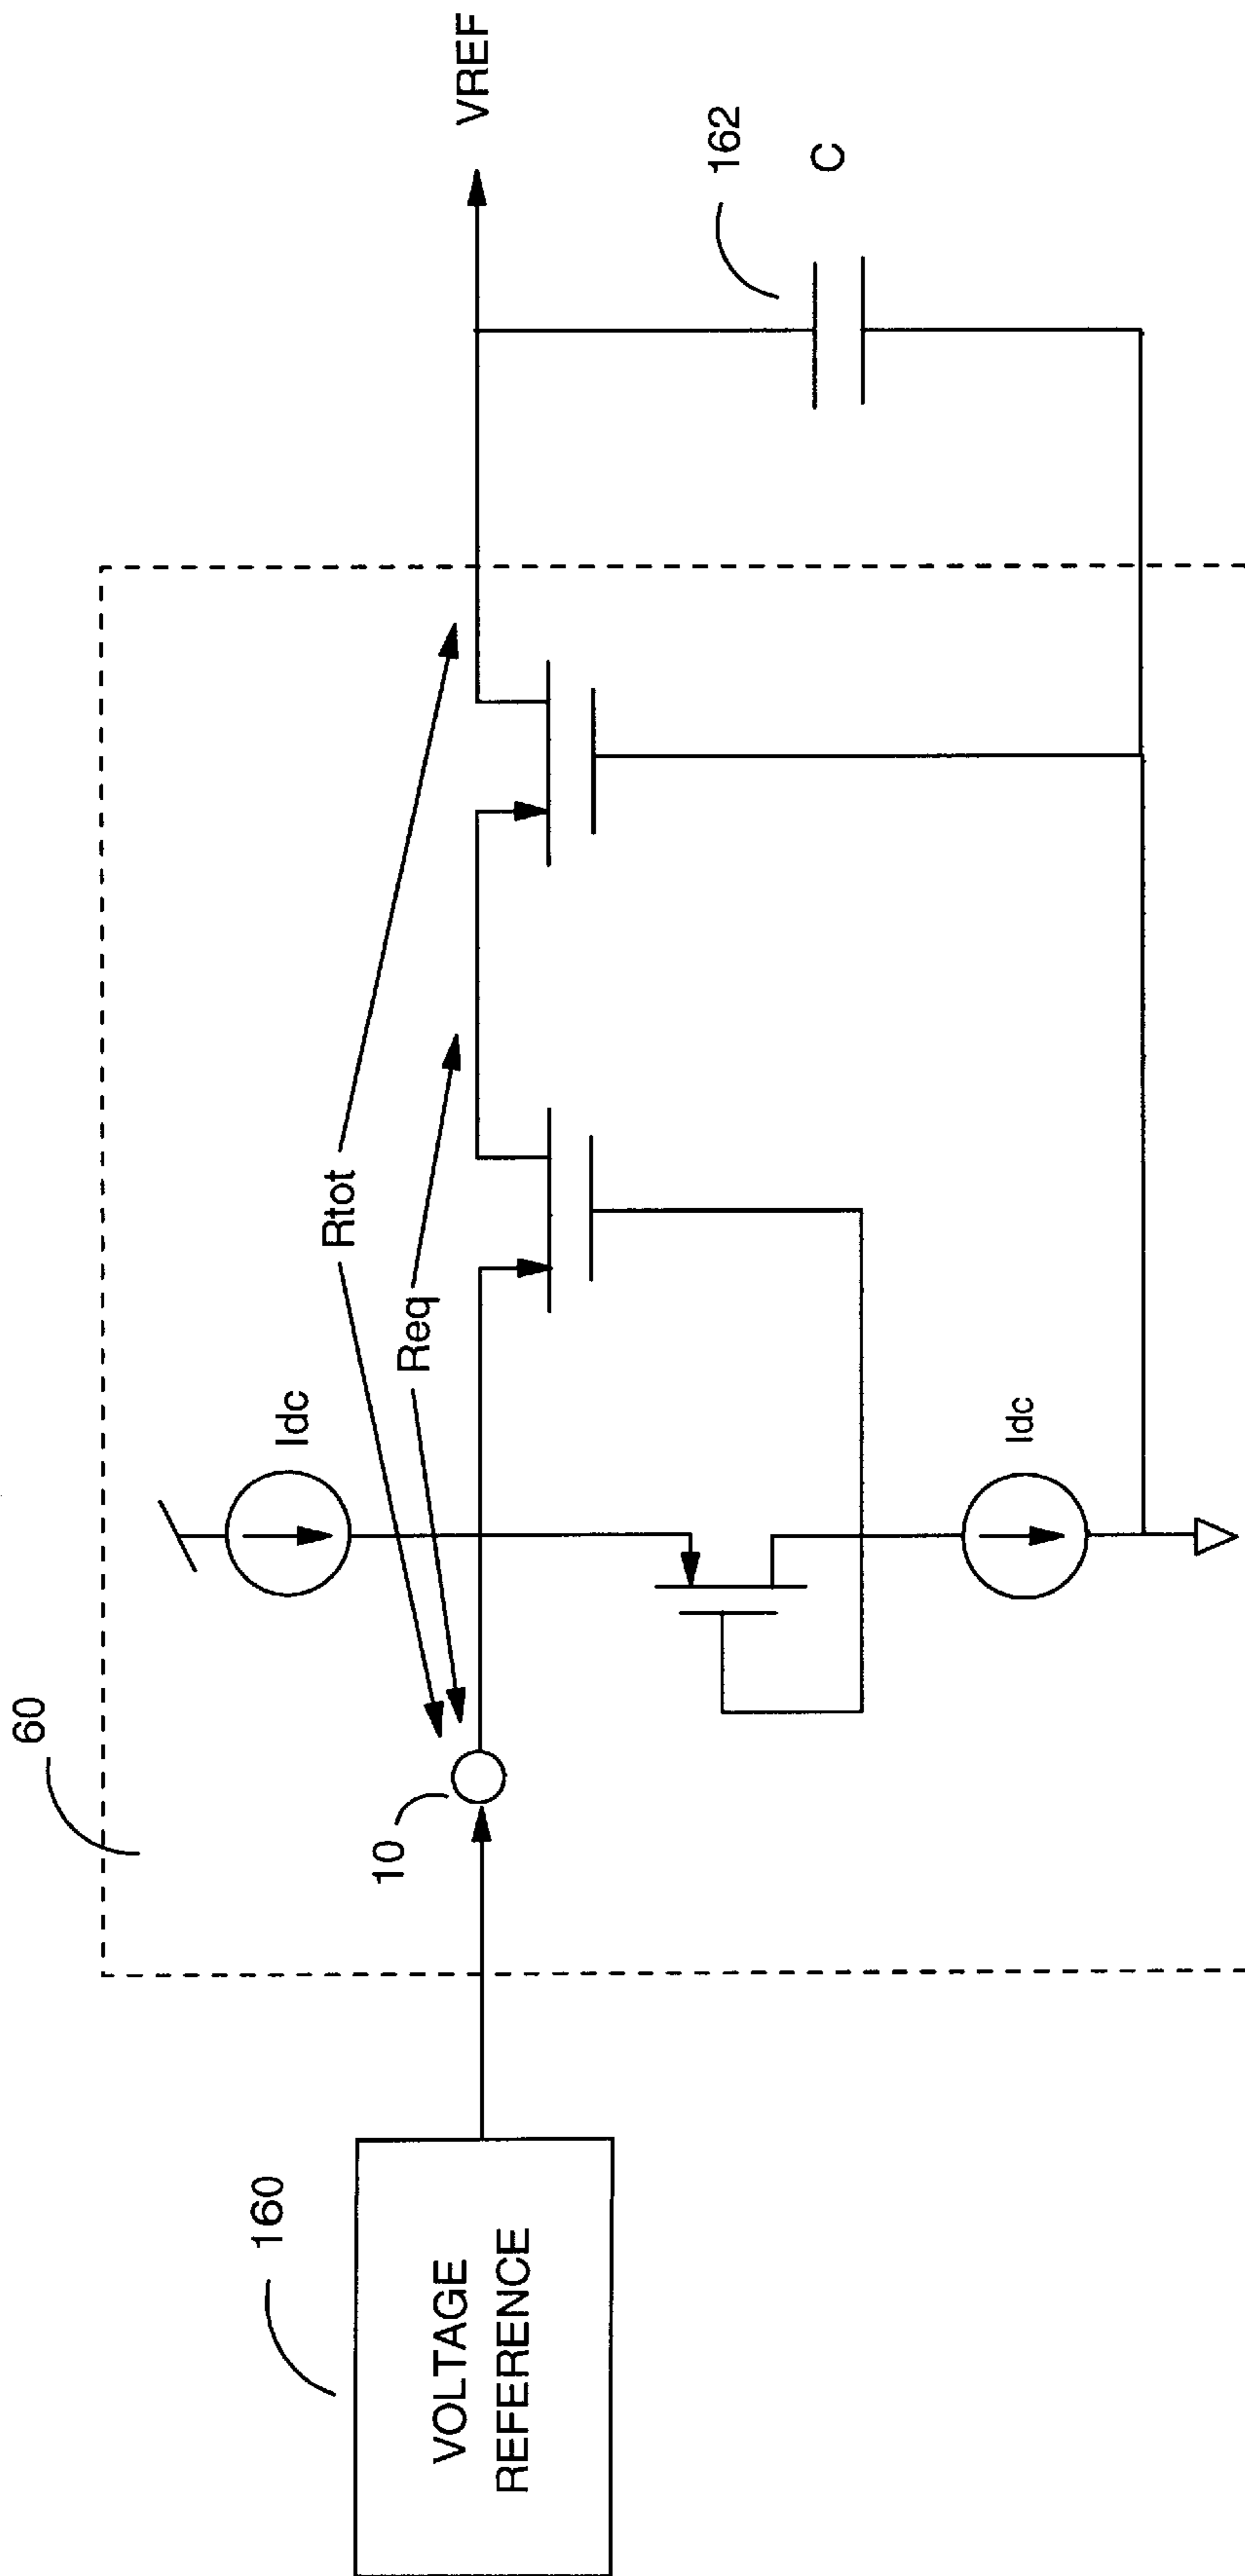 60
160
VOLTAGE
REFERENCE
10
Idc
Rtot
Req
Idc
VREF
162
C